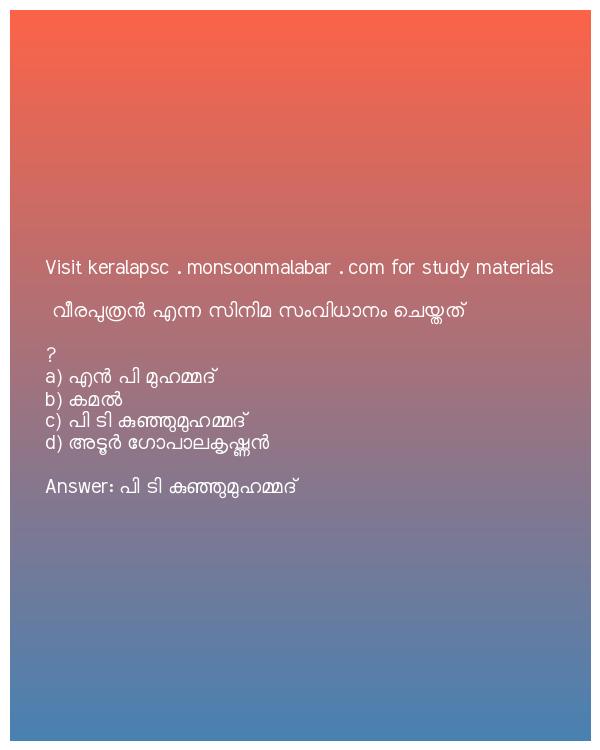 Visit keralapsc . monsoonmalabar . com for study materials
വീരപുത്രൻ എന്ന സിനിമ സംവിധാനം ചെയ്തത്
?
a) എൻ പി മുഹമ്മദ്
b) കമൽ
c) പി ടി കുഞ്ഞുമുഹമ്മദ്
d) അടൂർ ഗോപാലകൃഷ്ണൻ
Answer: പി ടി കുഞ്ഞുമുഹമ്മദ്